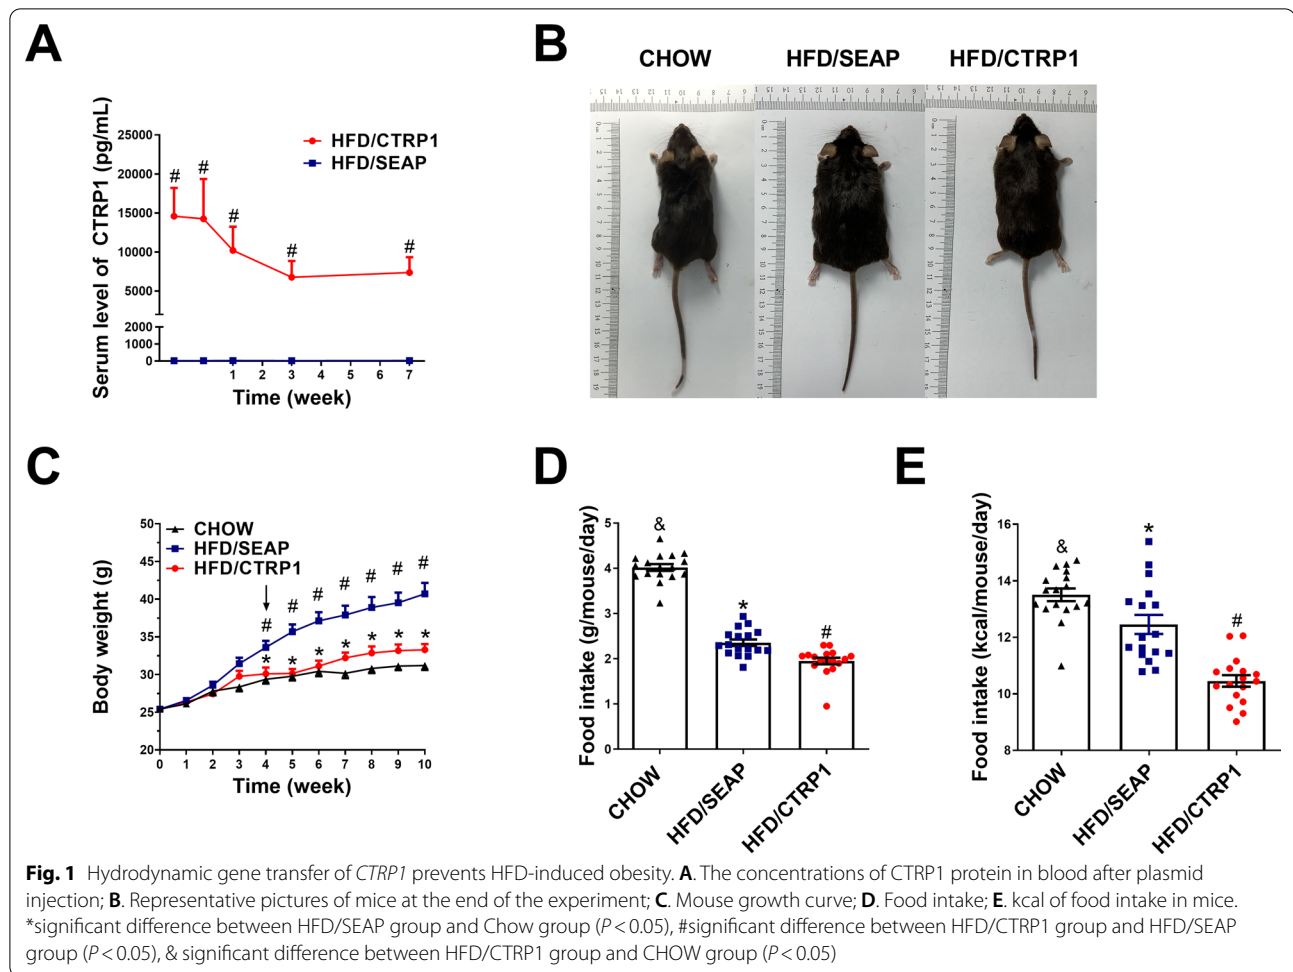 A
Serum level of CTRP1 (pg/mL)
25000
20000
15000
10000
5000
2000
1000
0
# # # # #
HFD/CTRP1
HFD/SEAP
1 2 3 4 5 6 7
Time (week)
B
CHOW HFD/SEAP HFD/CTRP1
C
Body weight (g)
50
45
40
35
30
25
20
CHOW
HFD/SEAP
HFD/CTRP1
# # # # # # #
* * * * * * *
0 1 2 3 4 5 6 7 8 9 10
Time (week)
D
Food intake (g/mouse/day)
5
4
3
2
1
0
& * #
CHOW
HFD/SEAP
HFD/CTRP1
E
Food intake (kcal/mouse/day)
16
14
12
10
8
& * #
CHOW
HFD/SEAP
HFD/CTRP1
Fig. 1 Hydrodynamic gene transfer of CTRP1 prevents HFD-induced obesity. A. The concentrations of CTRP1 protein in blood after plasmid
injection; B. Representative pictures of mice at the end of the experiment; C. Mouse growth curve; D. Food intake; E. kcal of food intake in mice.
*significant difference between HFD/SEAP group and Chow group (P < 0.05), #significant difference between HFD/CTRP1 group and HFD/SEAP
group (P < 0.05), & significant difference between HFD/CTRP1 group and CHOW group (P < 0.05)